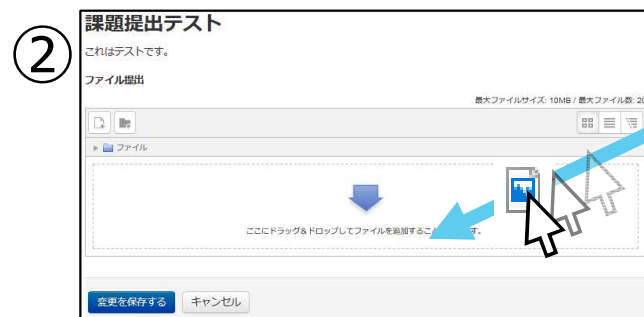 ②
課題提出テスト
これはテストです。
ファイル提出
最大ファイルサイズ: 10MB / 最大ファイル数: 20
ファイル
ここにドラッグ&ドロップしてファイルを追加するこ す。
変更を保存する キャンセル